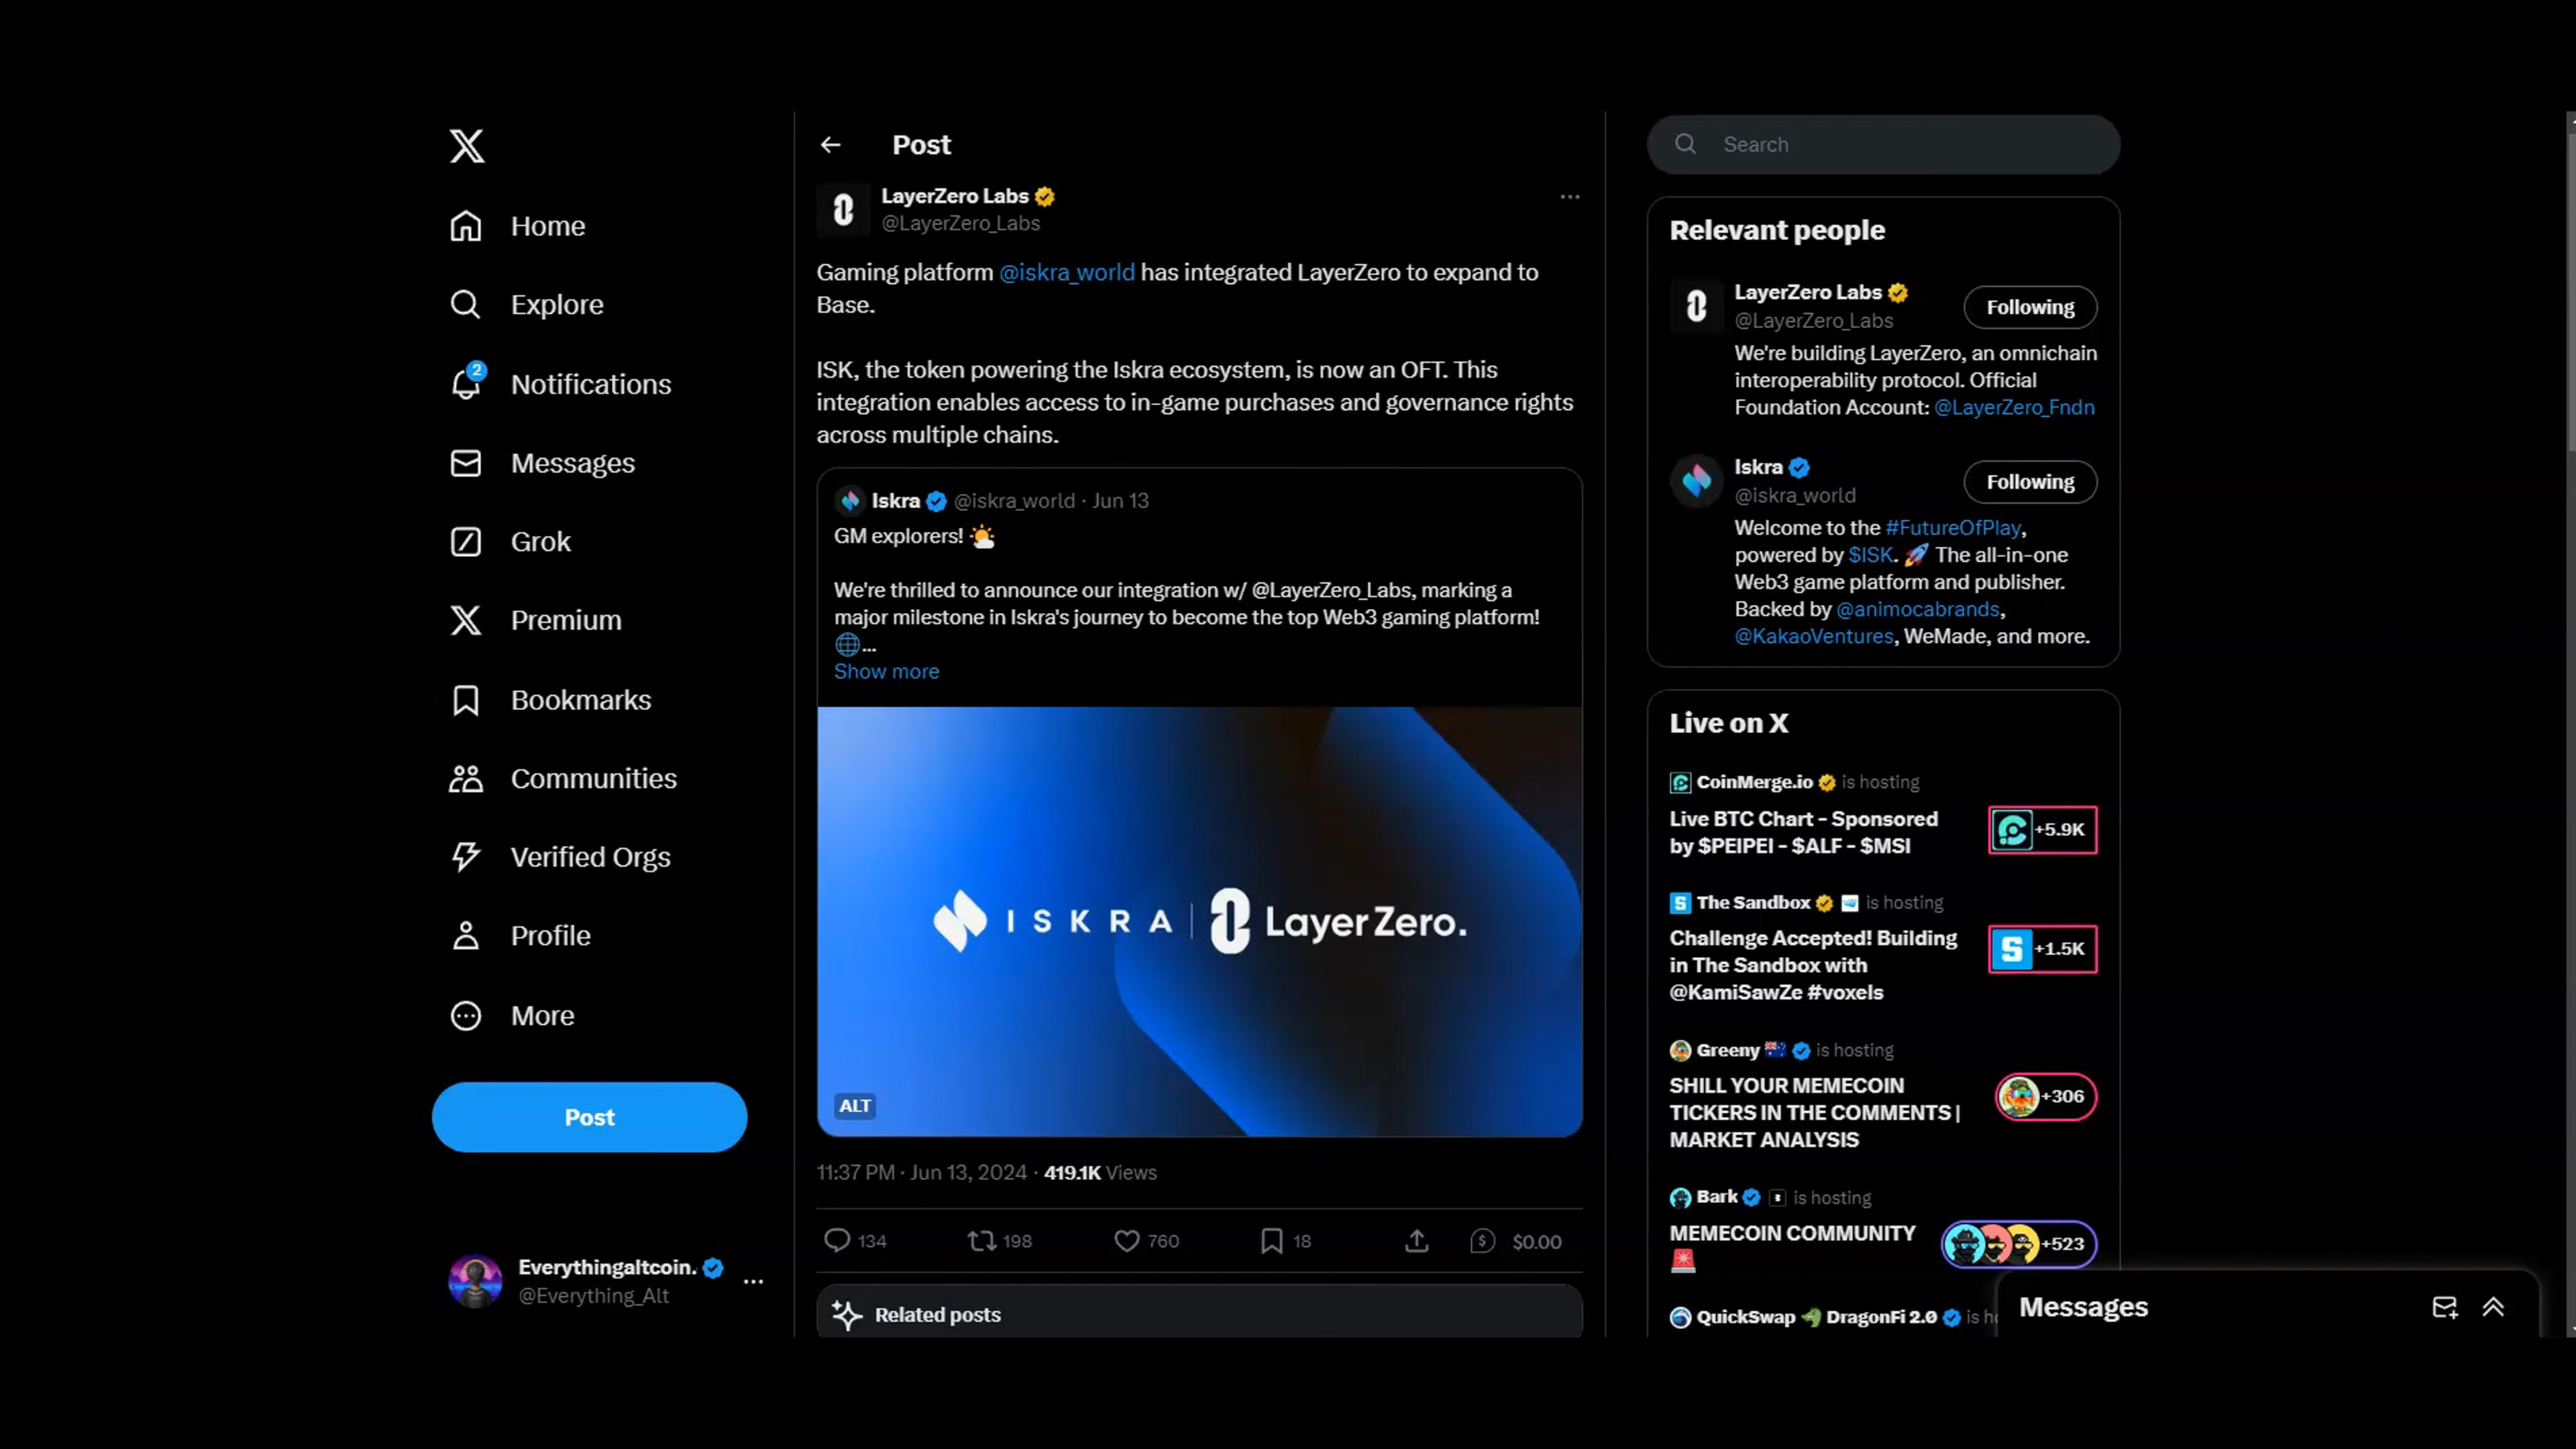 Home
Explore
2
Notifications
Messages
Grok
Premium
Bookmarks
Communities
Verified Orgs
Profile
More
Post
Everythingaltcoin.
@Everything_Alt
Post
LayerZero Labs
@LayerZero_Labs
Gaming platform @iskra_world has integrated LayerZero to expand to
Base.
ISK, the token powering the Iskra ecosystem, is now an OFT. This
integration enables access to in-game purchases and governance rights
across multiple chains.
Iskra @iskra_world · Jun 13
GM explorers!
We're thrilled to announce our integration w/ @LayerZero_Labs, marking a
major milestone in Iskra's journey to become the top Web3 gaming platform!
...
Show more
ISKRA | LayerZero.
ALT
11:37 PM · Jun 13, 2024 · 419.1K Views
134 198 760 18 $0.00
Related posts
Search
Relevant people
LayerZero Labs
@LayerZero_Labs
Following
We're building LayerZero, an omnichain
interoperability protocol. Official
Foundation Account: @LayerZero_Fndn
Iskra
@iskra_world
Following
Welcome to the #FutureOfPlay,
powered by $ISK. The all-in-one
Web3 game platform and publisher.
Backed by @animocabrands,
@KakaoVentures, WeMade, and more.
Live on X
CoinMerge.io is hosting
Live BTC Chart - Sponsored
by $PEIPEI - $ALF - $MSI
+5.9K
The Sandbox is hosting
Challenge Accepted! Building
in The Sandbox with
@KamiSawZe #voxels
S +1.5K
Greeny is hosting
SHILL YOUR MEMECOIN
TICKERS IN THE COMMENTS |
MARKET ANALYSIS
+306
Bark is hosting
MEMECOIN COMMUNITY
+523
QuickSwap DragonFi 2.0 is
Messages